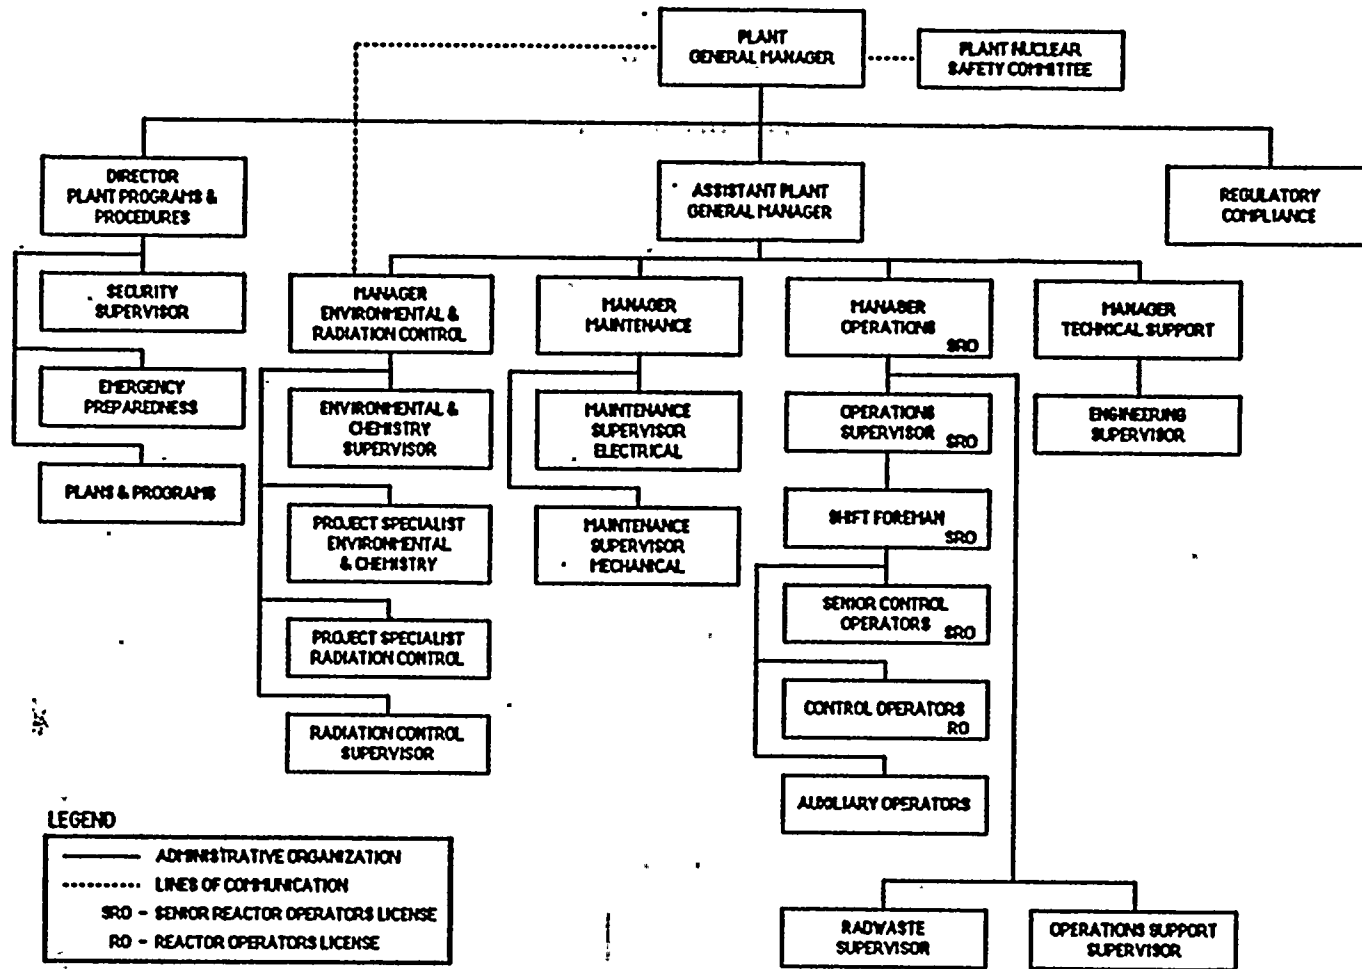 PLANT
GENERAL MANAGER
PLANT NUCLEAR
SAFETY COMMITTEE
DIRECTOR
PLANT PROGRAMS &
PROCEDURES
ASSISTANT PLANT
GENERAL MANAGER
REGULATORY
COMPLIANCE
SECURITY
SUPERVISOR
EMERGENCY
PREPAREDNESS
PLANS & PROGRAMS
MANAGER
ENVIRONMENTAL &
RADIATION CONTROL
ENVIRONMENTAL &
CHEMISTRY
SUPERVISOR
PROJECT SPECIALIST
ENVIRONMENTAL
& CHEMISTRY
PROJECT SPECIALIST
RADIATION CONTROL
RADIATION CONTROL
SUPERVISOR
MANAGER
MAINTENANCE
MAINTENANCE
SUPERVISOR
ELECTRICAL
MAINTENANCE
SUPERVISOR
MECHANICAL
MANAGER
OPERATIONS
SRO
OPERATIONS
SUPERVISOR
SRO
SHIFT FOREMAN
SRO
SENIOR CONTROL
OPERATORS
SRO
CONTROL OPERATORS
RO
AUXILIARY OPERATORS
MANAGER
TECHNICAL SUPPORT
ENGINEERING
SUPERVISOR
RADWASTE
SUPERVISOR
OPERATIONS SUPPORT
SUPERVISOR
LEGEND
ADMINISTRATIVE ORGANIZATION
LINES OF COMMUNICATION
SRO - SENIOR REACTOR OPERATORS LICENSE
RO - REACTOR OPERATORS LICENSE